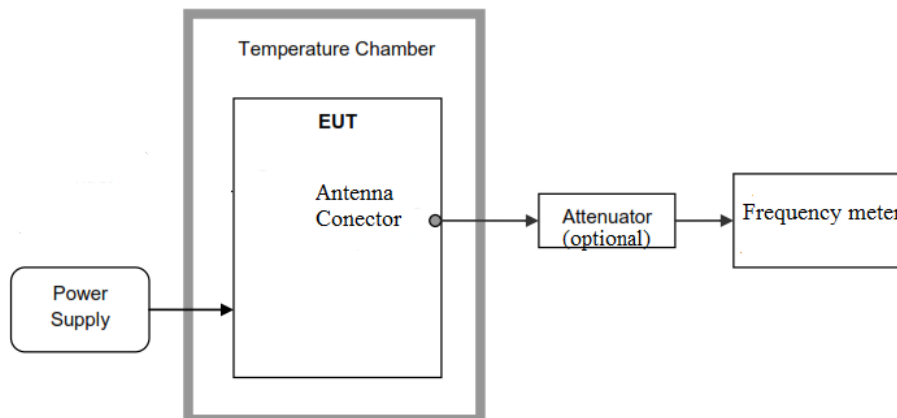 Temperature Chamber
EUT
Antenna
Conector
Attenuator
(optional)
Frequency meter
Power
Supply